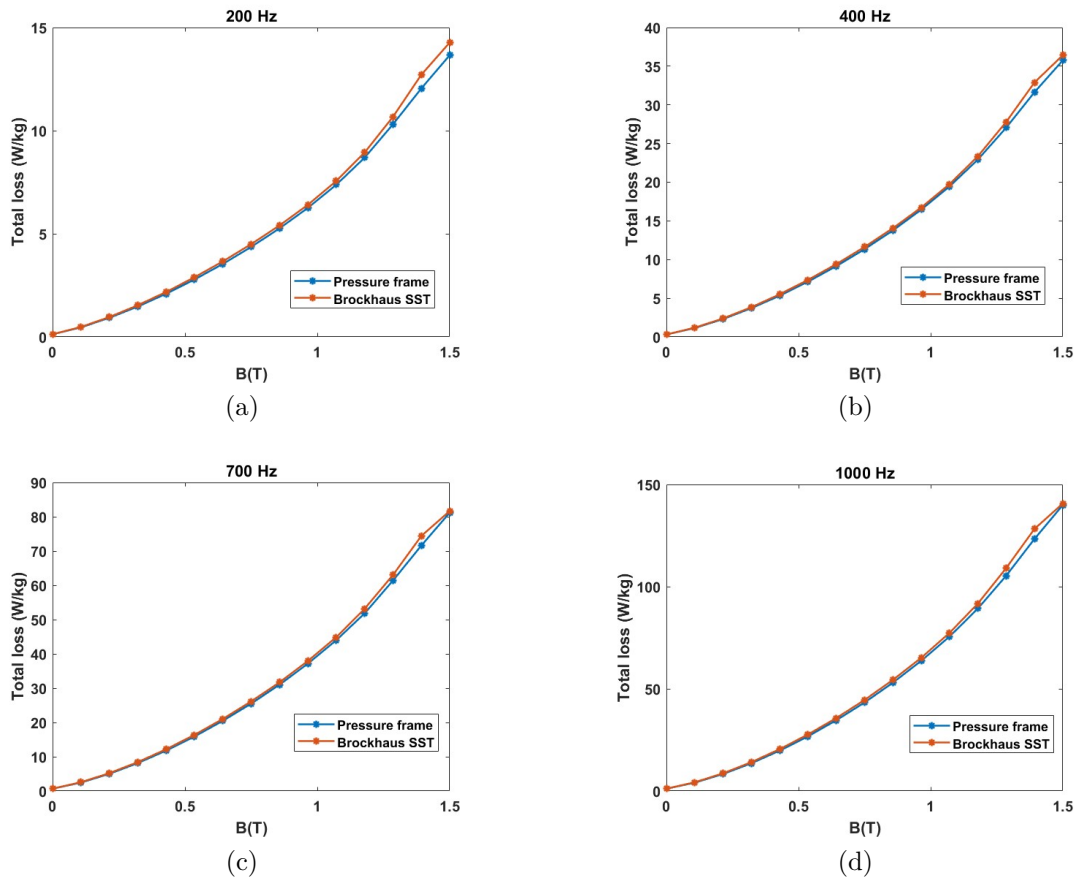 200 Hz
Total loss (W/kg)
15
10
5
0
0 0.5 1 1.5
B(T)
Pressure frame
Brockhaus SST
(a)
400 Hz
Total loss (W/kg)
40
35
30
25
20
15
10
5
0
0 0.5 1 1.5
B(T)
Pressure frame
Brockhaus SST
(b)
700 Hz
Total loss (W/kg)
90
80
70
60
50
40
30
20
10
0
0 0.5 1 1.5
B(T)
Pressure frame
Brockhaus SST
(c)
1000 Hz
Total loss (W/kg)
150
100
50
0
0 0.5 1 1.5
B(T)
Pressure frame
Brockhaus SST
(d)